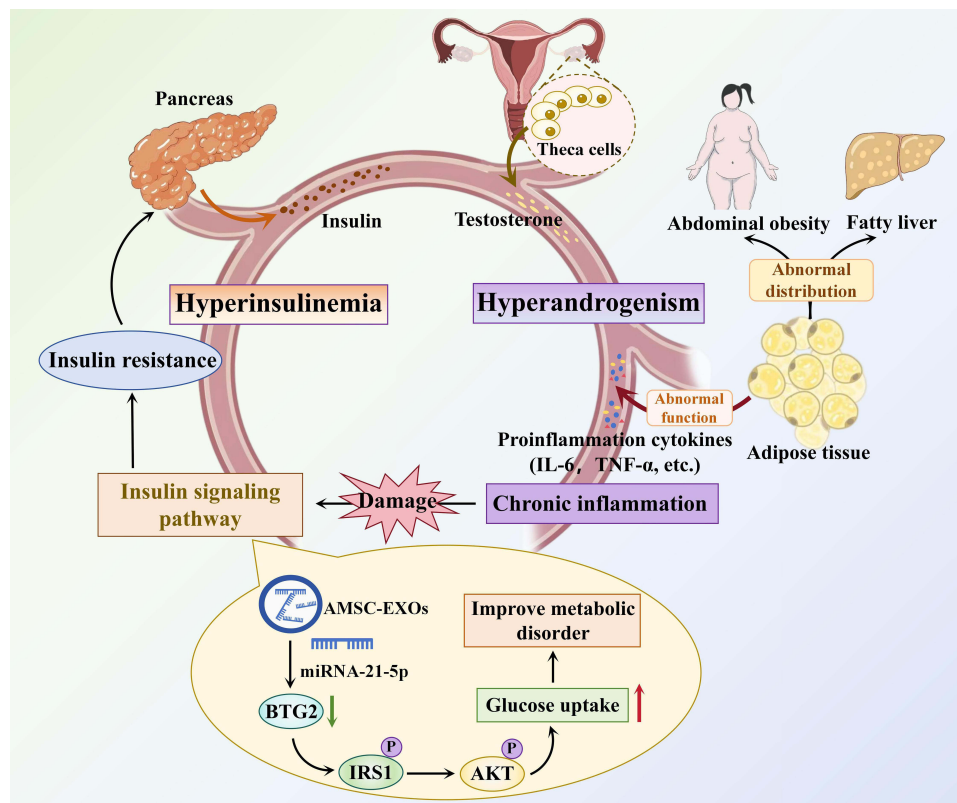 Pancreas
Theca cells
Insulin
Testosterone
Abdominal obesity
Fatty liver
Abnormal
distribution
Hyperinsulinemia
Hyperandrogenism
Insulin resistance
Abnormal
function
Proinflammation cytokines
(IL-6, TNF-α, etc.)
Adipose tissue
Insulin signaling
pathway
Damage
Chronic inflammation
AMSC-EXOs
miRNA-21-5p
BTG2
P
IRS1
P
AKT
Glucose uptake
Improve metabolic
disorder